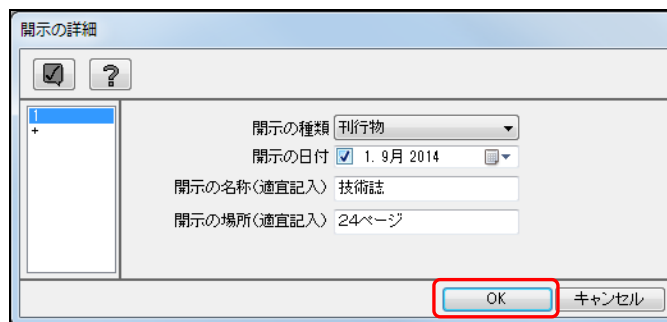 開示の詳細
1
+
開示の種類 刊行物
開示の日付 1. 9月 2014
開示の名称(適宜記入) 技術誌
開示の場所(適宜記入) 24ページ
OK キャンセル